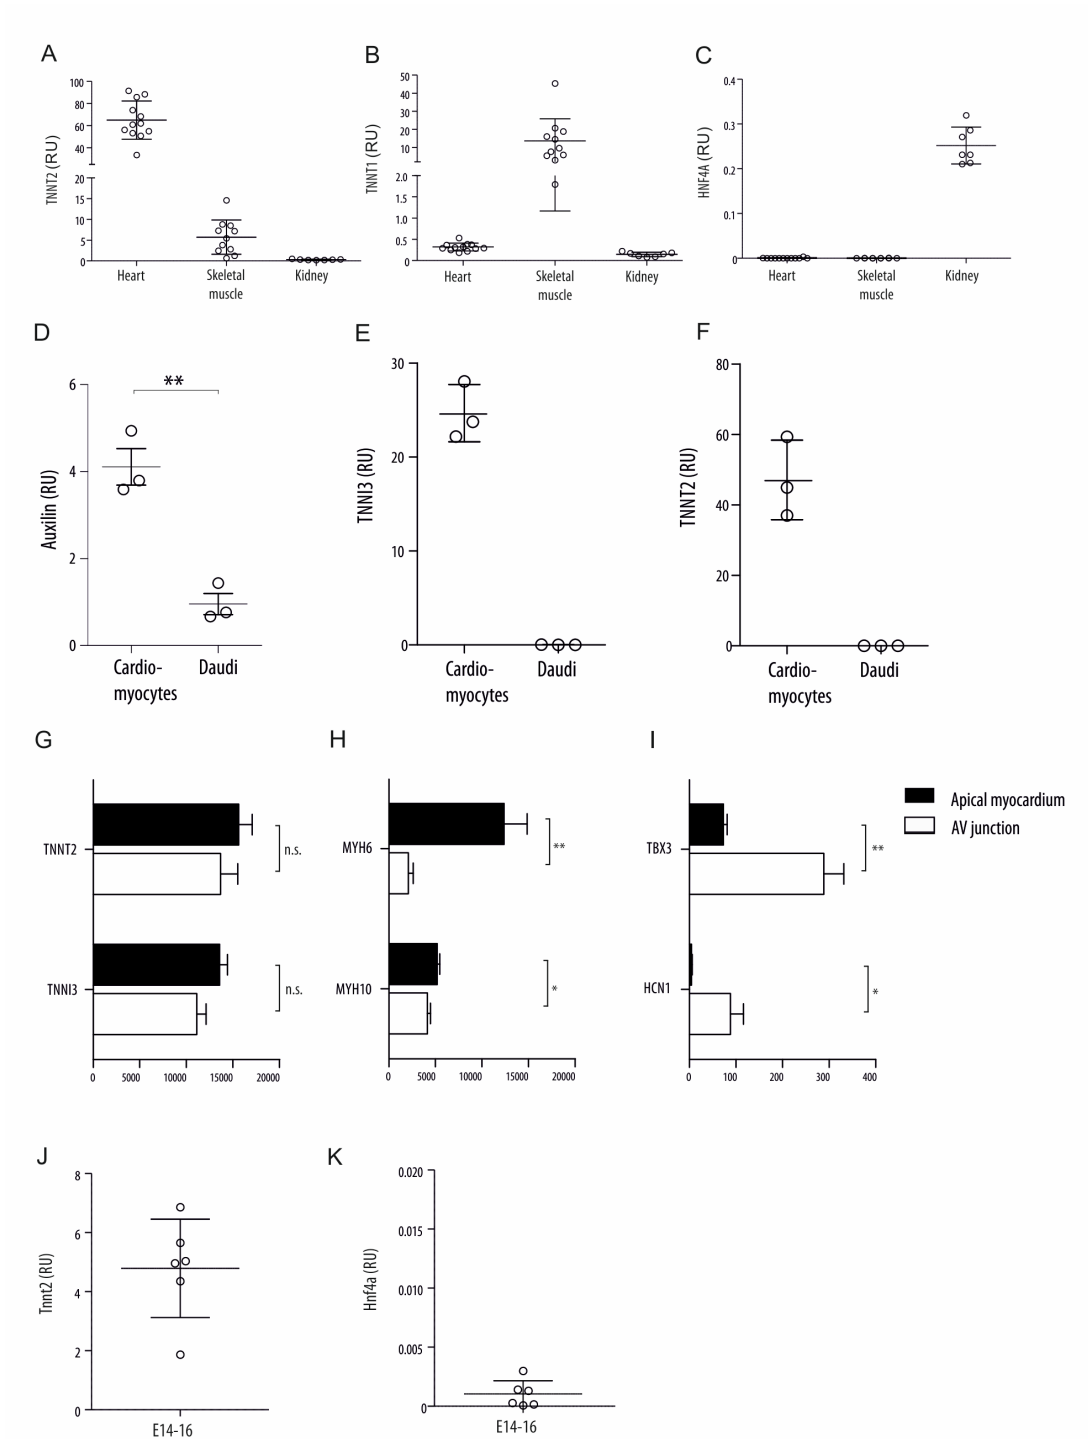 A
TNNT2 (RU)
100
80
60
40
20
15
10
5
0
Heart
Skeletal
muscle
Kidney
B
TNNT1 (RU)
50
40
30
20
10
2.0
1.5
1.0
0.5
0
Heart
Skeletal
muscle
Kidney
C
HNF4A (RU)
0.4
0.3
0.2
0.1
0
Heart
Skeletal
muscle
Kidney
D
Auxilin (RU)
6
4
2
0
**
Cardio-
myocytes
Daudi
E
TNNI3 (RU)
30
20
10
0
Cardio-
myocytes
Daudi
F
TNNT2 (RU)
80
60
40
20
0
Cardio-
myocytes
Daudi
G
TNNT2
n.s.
TNNI3
n.s.
0 5000 10000 15000 20000
H
MYH6
**
MYH10
*
0 5000 10000 15000 20000
I
TBX3
**
HCN1
*
0 100 200 300 400
Apical myocardium
AV junction
J
Tnnt2 (RU)
8
6
4
2
0
E14-16
K
Hnf4a (RU)
0.020
0.015
0.010
0.005
0
E14-16